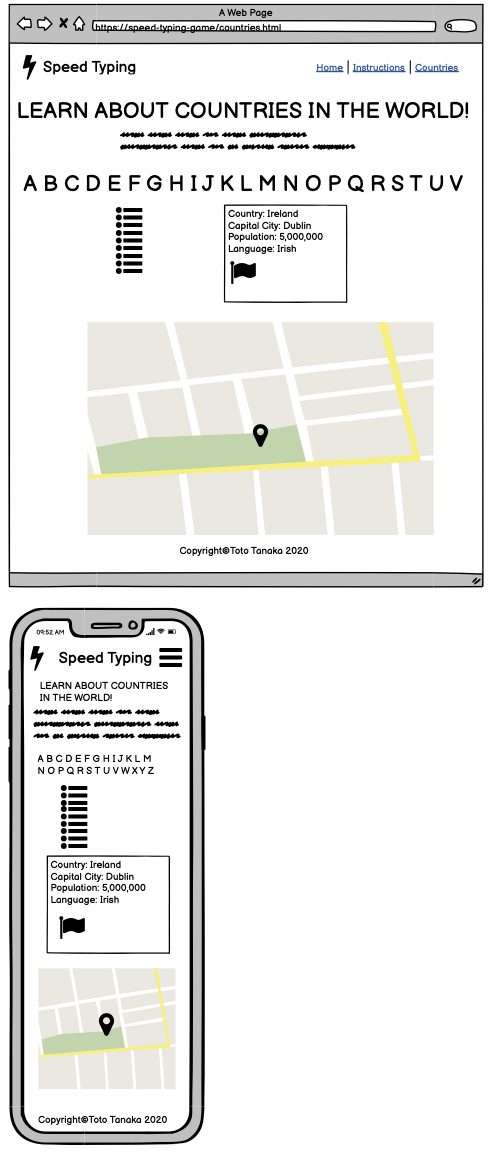 A Web Page
https://speed-typing-game/countries.html
Speed Typing
Home | Instructions | Countries
LEARN ABOUT COUNTRIES IN THE WORLD!
A B C D E F G H I J K L M N O P Q R S T U V
Country: Ireland
Capital City: Dublin
Population: 5,000,000
Language: Irish
Copyright©Toto Tanaka 2020
09:52 AM
Speed Typing
LEARN ABOUT COUNTRIES
IN THE WORLD!
A B C D E F G H I J K L M
N O P Q R S T U V W X Y Z
Country: Ireland
Capital City: Dublin
Population: 5,000,000
Language: Irish
Copyright©Toto Tanaka 2020